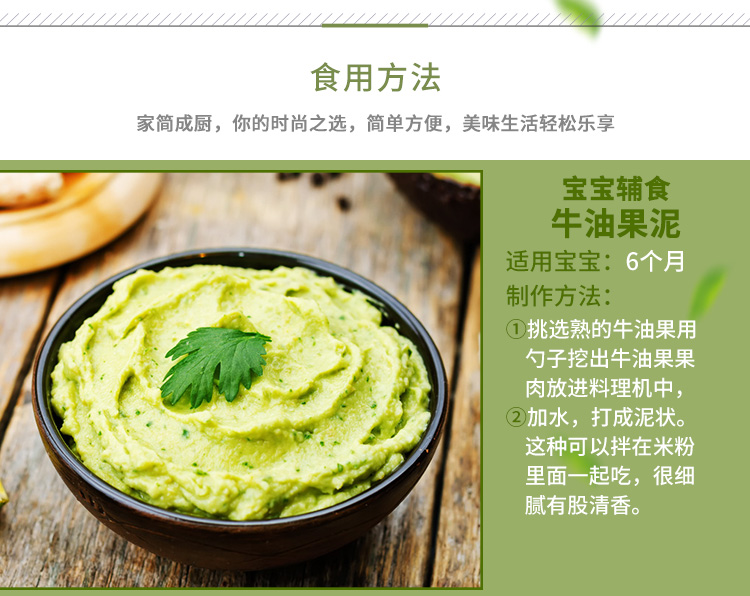 食用方法
家简成厨，你的时尚之选，简单方便，美味生活轻松乐享
宝宝辅食
牛油果泥
适用宝宝：6个月
制作方法：
①挑选熟的牛油果用
勺子挖出牛油果果
肉放进料理机中，
②加水，打成泥状。
这种可以拌在米粉
里面一起吃，很细
腻有股清香。